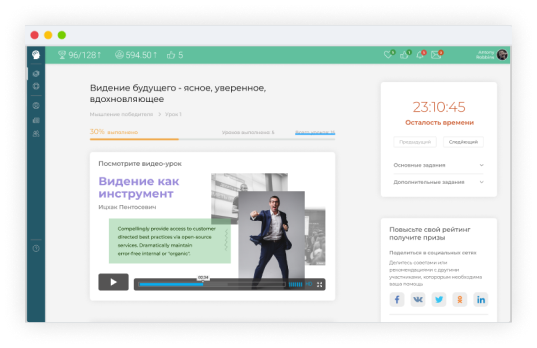 96/128↑ 594.50↑ 5
Видение будущего - ясное, уверенное,
вдохновляющее
Мышление победителя > Урок 1
30% выполнено
Уроков выполнено: 5
Посмотрите видео-урок
Видение как
инструмент
Ицхак Пентосевич
Compellingly provide access to customer
directed best practices via open-source
services. Dramatically maintain
error-free internal or "organic".
00:04
23:10:45
Осталость времени
Предыдущий Следующий
Основные задания
Дополнительные задания
Повысьте свой рейтинг
получите призы
Поделиться в социальных сетях
Делитесь советами или
рекомендациями с другими
участниками, которым необходима
ваша помощь